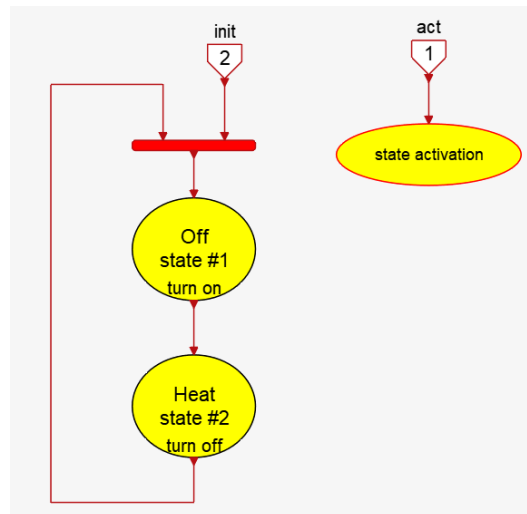 init
2
act
1
state activation
Off
state #1
turn on
Heat
state #2
turn off